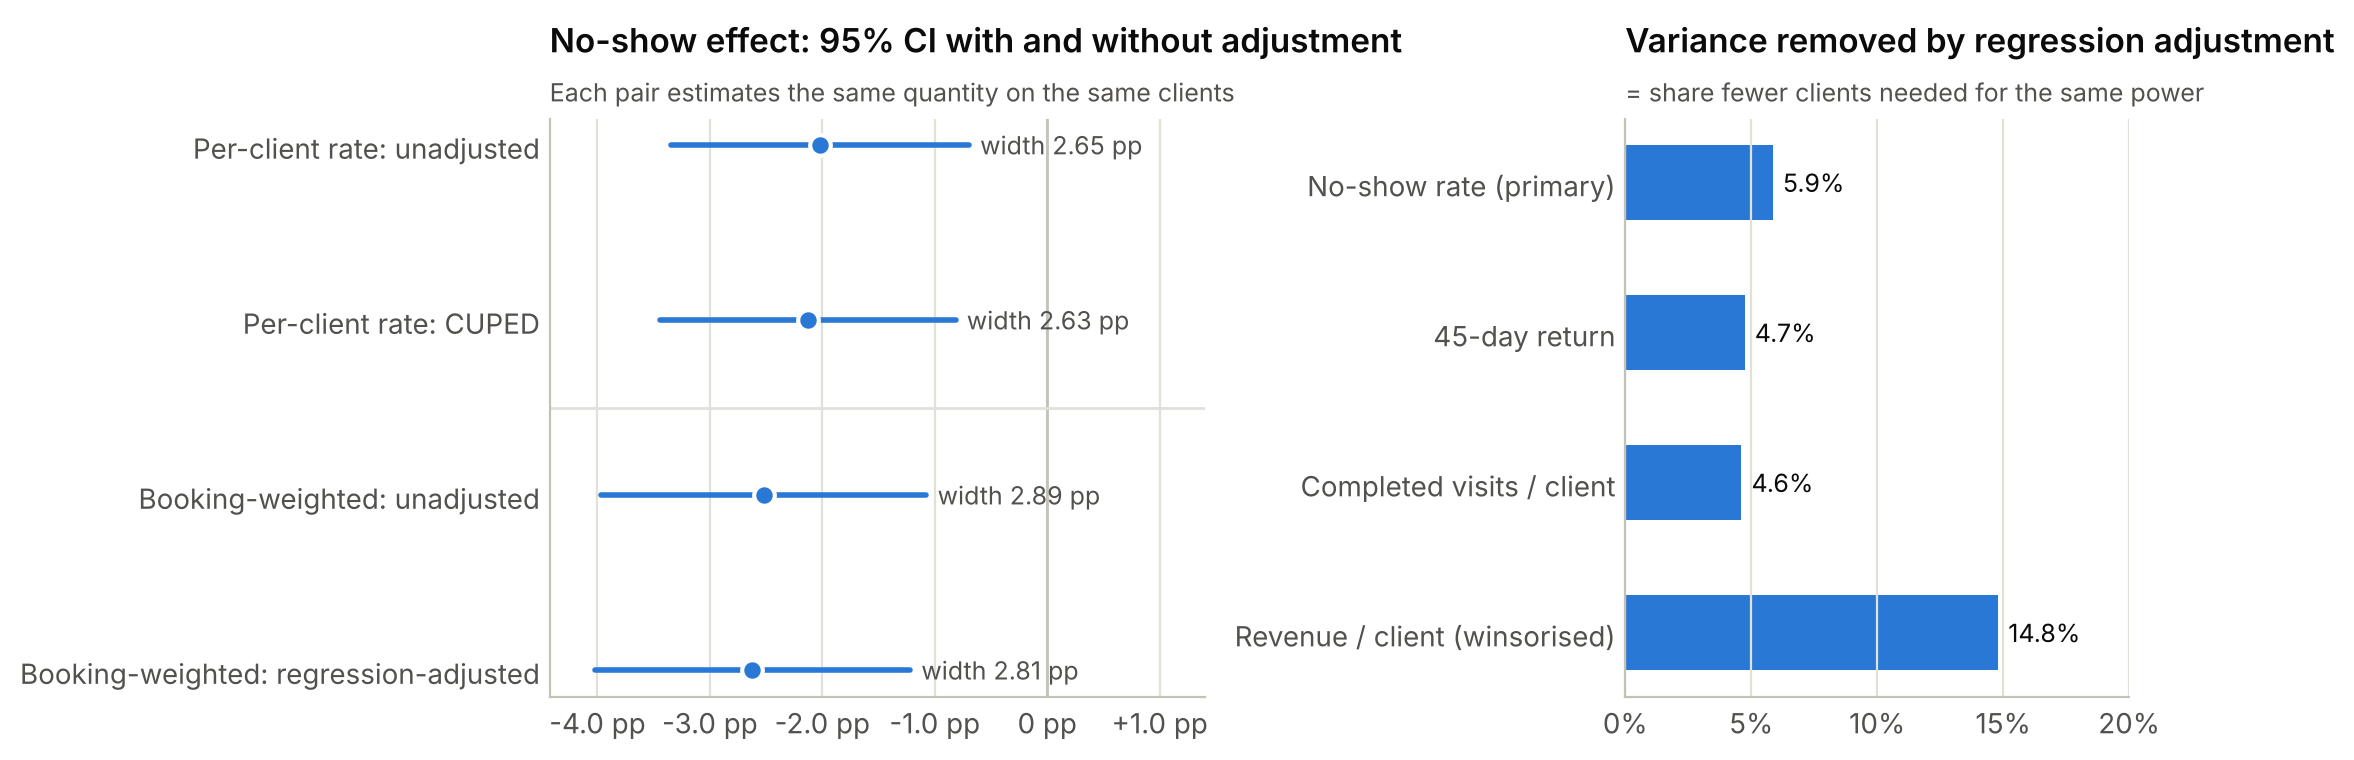 No-show effect: 95% CI with and without adjustment
Each pair estimates the same quantity on the same clients
Per-client rate: unadjusted
width 2.65 pp
Per-client rate: CUPED
width 2.63 pp
Booking-weighted: unadjusted
width 2.89 pp
Booking-weighted: regression-adjusted
width 2.81 pp
-4.0 pp -3.0 pp -2.0 pp -1.0 pp 0 pp +1.0 pp
Variance removed by regression adjustment
= share fewer clients needed for the same power
No-show rate (primary)
5.9%
45-day return
4.7%
Completed visits / client
4.6%
Revenue / client (winsorised)
14.8%
0% 5% 10% 15% 20%